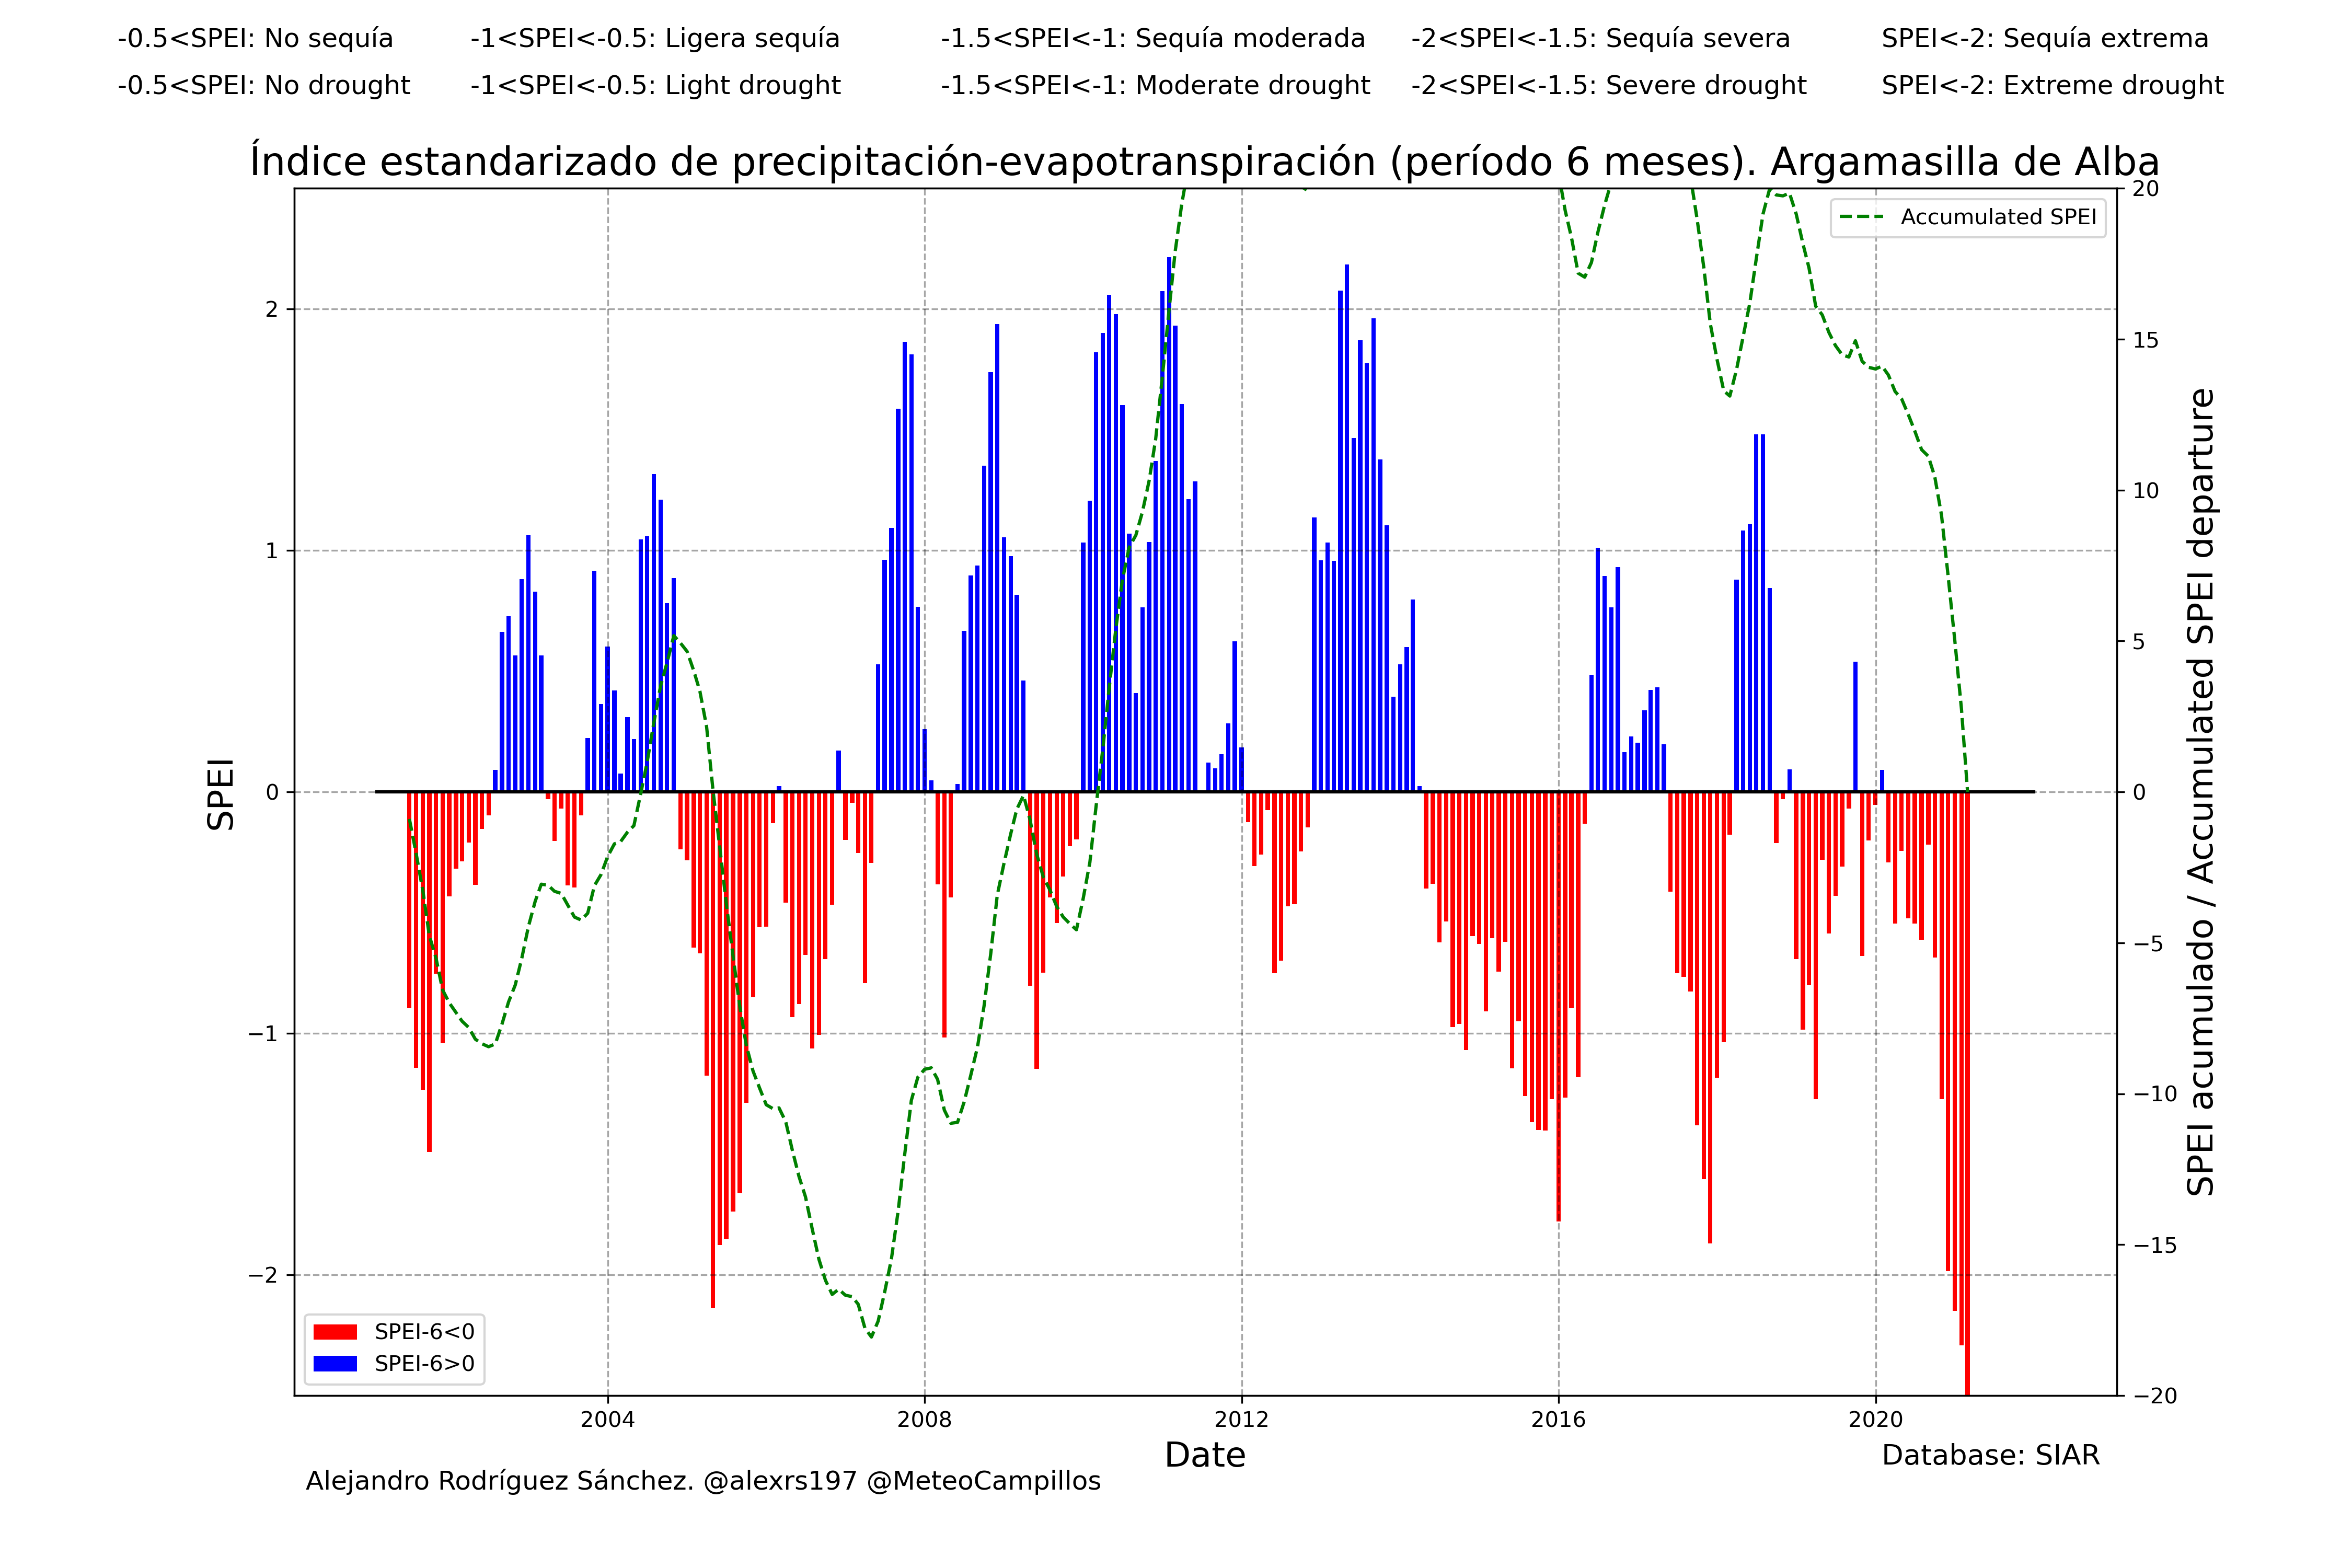 -0.5<SPEI: No sequía -1<SPEI<-0.5: Ligera sequía -1.5<SPEI<-1: Sequía moderada -2<SPEI<-1.5: Sequía severa SPEI<-2: Sequía extrema
-0.5<SPEI: No drought -1<SPEI<-0.5: Light drought -1.5<SPEI<-1: Moderate drought -2<SPEI<-1.5: Severe drought SPEI<-2: Extreme drought
Índice estandarizado de precipitación-evapotranspiración (período 6 meses). Argamasilla de Alba
Accumulated SPEI
SPEI
2
1
0
−1
−2
20
15
10
5
0
−5
−10
−15
−20
SPEI acumulado / Accumulated SPEI departure
SPEI-6<0
SPEI-6>0
2004 2008 2012 2016 2020
Date
Database: SIAR
Alejandro Rodríguez Sánchez. @alexrs197 @MeteoCampillos